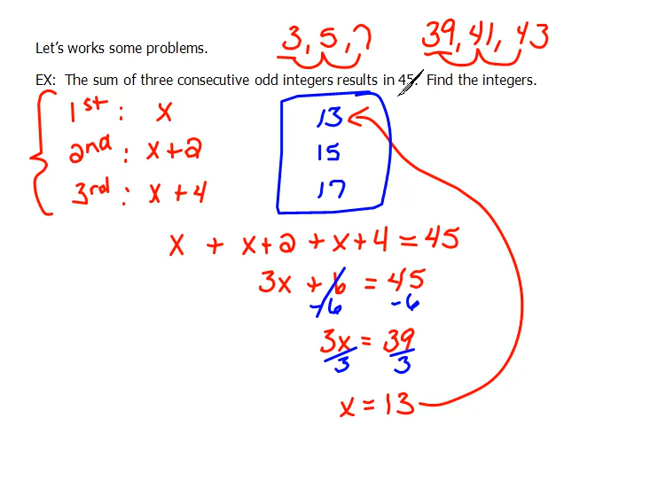 Let's works some problems.
3, 5, 7
39, 41, 43
EX: The sum of three consecutive odd integers results in 45. Find the integers.
1st: x
2nd: x+2
3rd: x+4
13
15
17
x + x+2 + x+4 = 45
3x + 6 = 45
-6 -6
3x = 39
3 3
x = 13